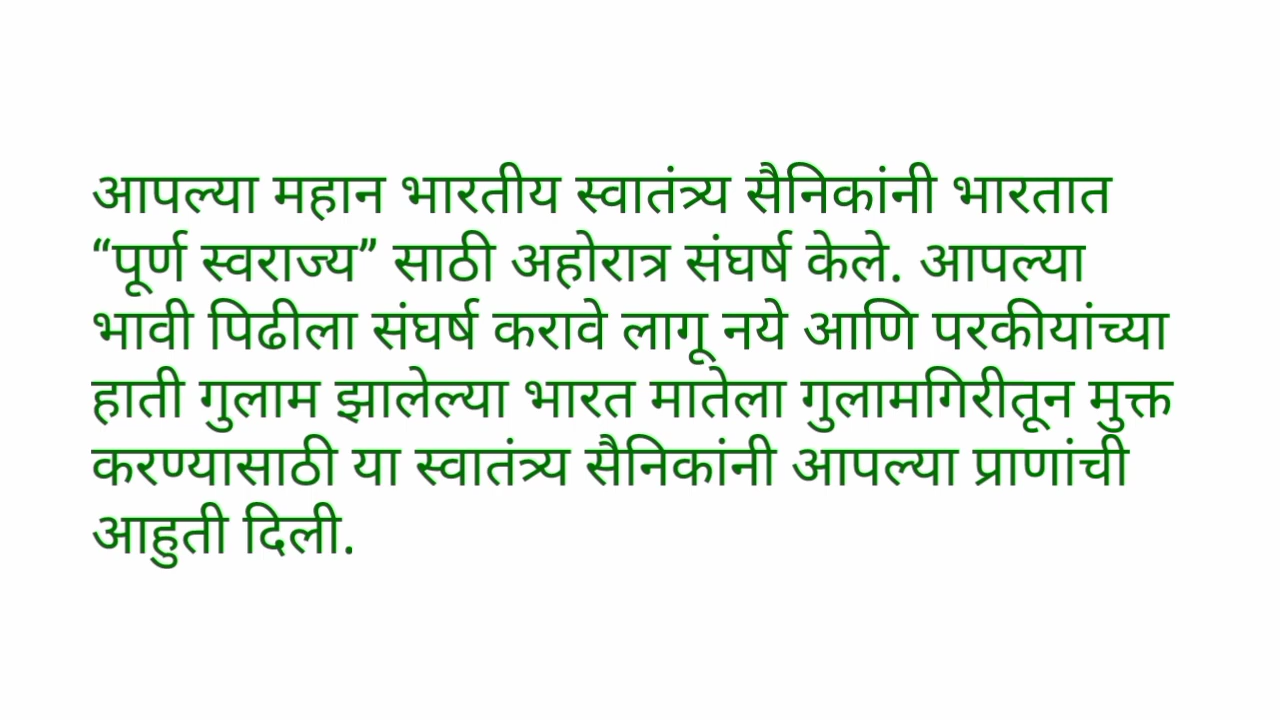 आपल्या महान भारतीय स्वातंत्र्य सैनिकांनी भारतात
“पूर्ण स्वराज्य” साठी अहोरात्र संघर्ष केले. आपल्या
भावी पिढीला संघर्ष करावे लागू नये आणि परकीयांच्या
हाती गुलाम झालेल्या भारत मातेला गुलामगिरीतून मुक्त
करण्यासाठी या स्वातंत्र्य सैनिकांनी आपल्या प्राणांची
आहुती दिली.